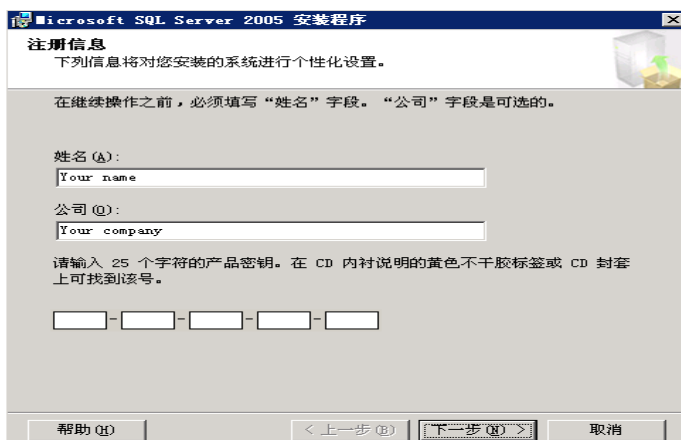 Microsoft SQL Server 2005 安装程序
注册信息
下列信息将对您安装的系统进行个性化设置。
在继续操作之前，必须填写“姓名”字段。“公司”字段是可选的。
姓名(A):
Your name
公司(O):
Your company
请输入 25 个字符的产品密钥。在 CD 内衬说明的黄色不干胶标签或 CD 封套
上可找到该号。
- - - -
帮助(H)
< 上一步(B)
下一步(N) >
取消